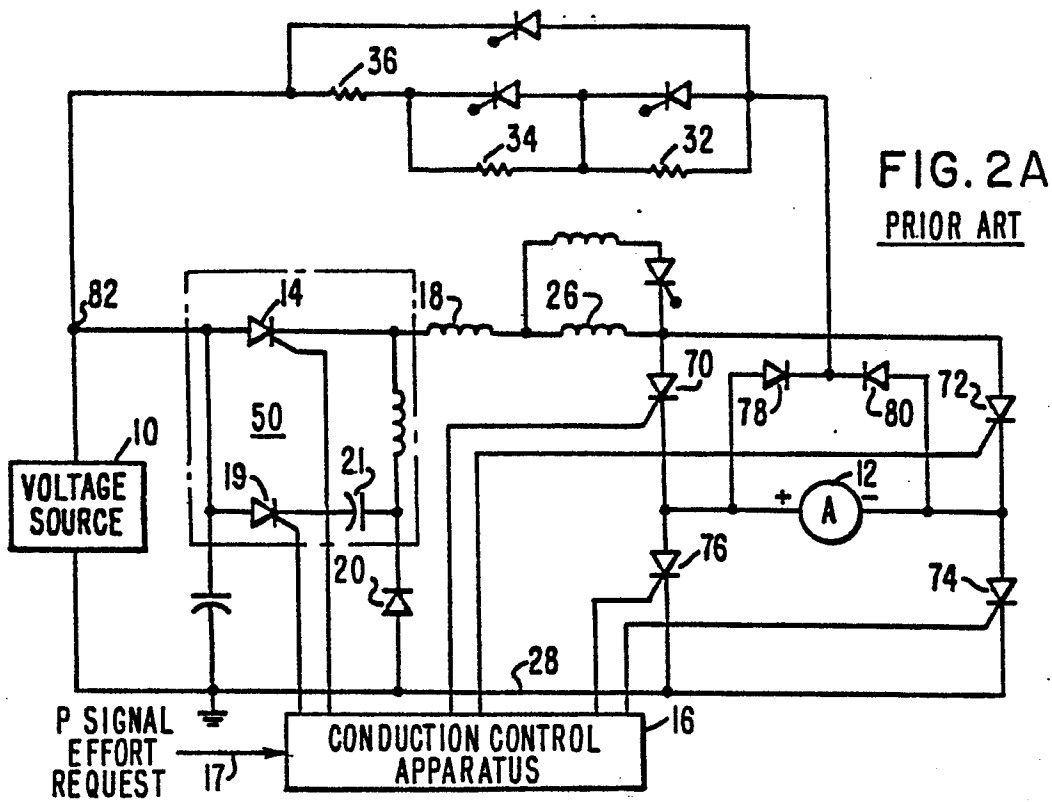 36
34
32
FIG. 2A
PRIOR ART
82
14
18
26
70
72
78
80
50
10
VOLTAGE
SOURCE
19
21
12
+ A -
76
20
74
28
P SIGNAL
EFFORT
REQUEST
17
CONDUCTION CONTROL
APPARATUS
16